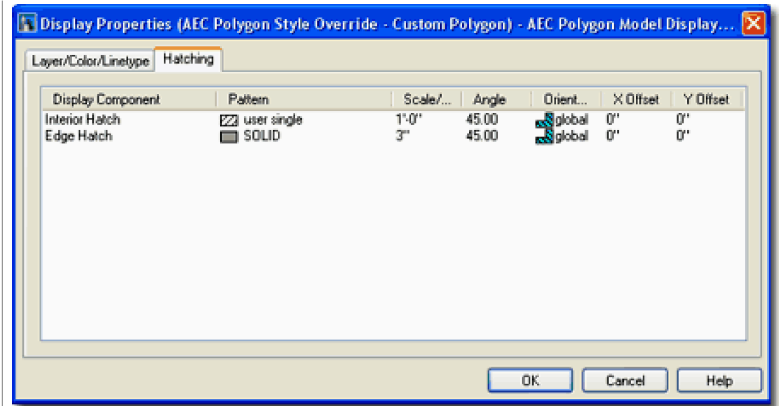 Display Properties (AEC Polygon Style Override - Custom Polygon) - AEC Polygon Model Display...
Layer/Color/Linetype Hatching
Display Component Pattern Scale/... Angle Orient... X Offset Y Offset
Interior Hatch user single 1'-0" 45.00 global 0" 0"
Edge Hatch SOLID 3" 45.00 global 0" 0"
OK Cancel Help